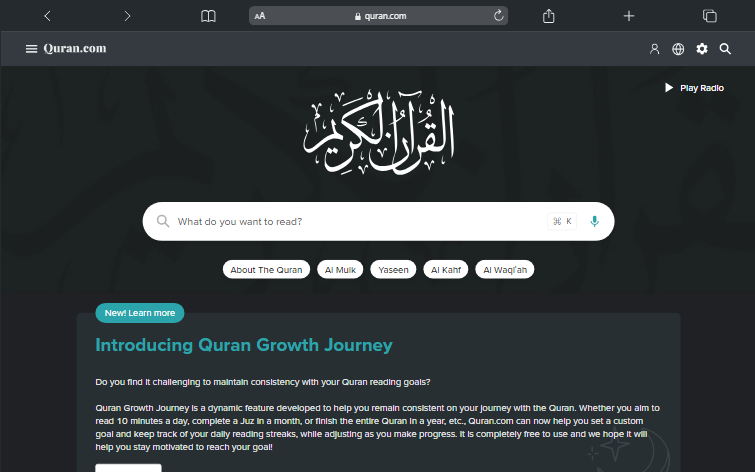 AA quran.com
Quran.com
Play Radio
القرآن الكريم
What do you want to read? ⌘ K
About The Quran Al Mulk Yaseen Al Kahf Al Waqi'ah
New! Learn more
Introducing Quran Growth Journey
Do you find it challenging to maintain consistency with your Quran reading goals?
Quran Growth Journey is a dynamic feature developed to help you remain consistent on your journey with the Quran. Whether you aim to
read 10 minutes a day, complete a Juz in a month, or finish the entire Quran in a year, etc., Quran.com can now help you set a custom
goal and keep track of your daily reading streaks, while adjusting as you make progress. It is completely free to use and we hope it will
help you stay motivated to reach your goal!